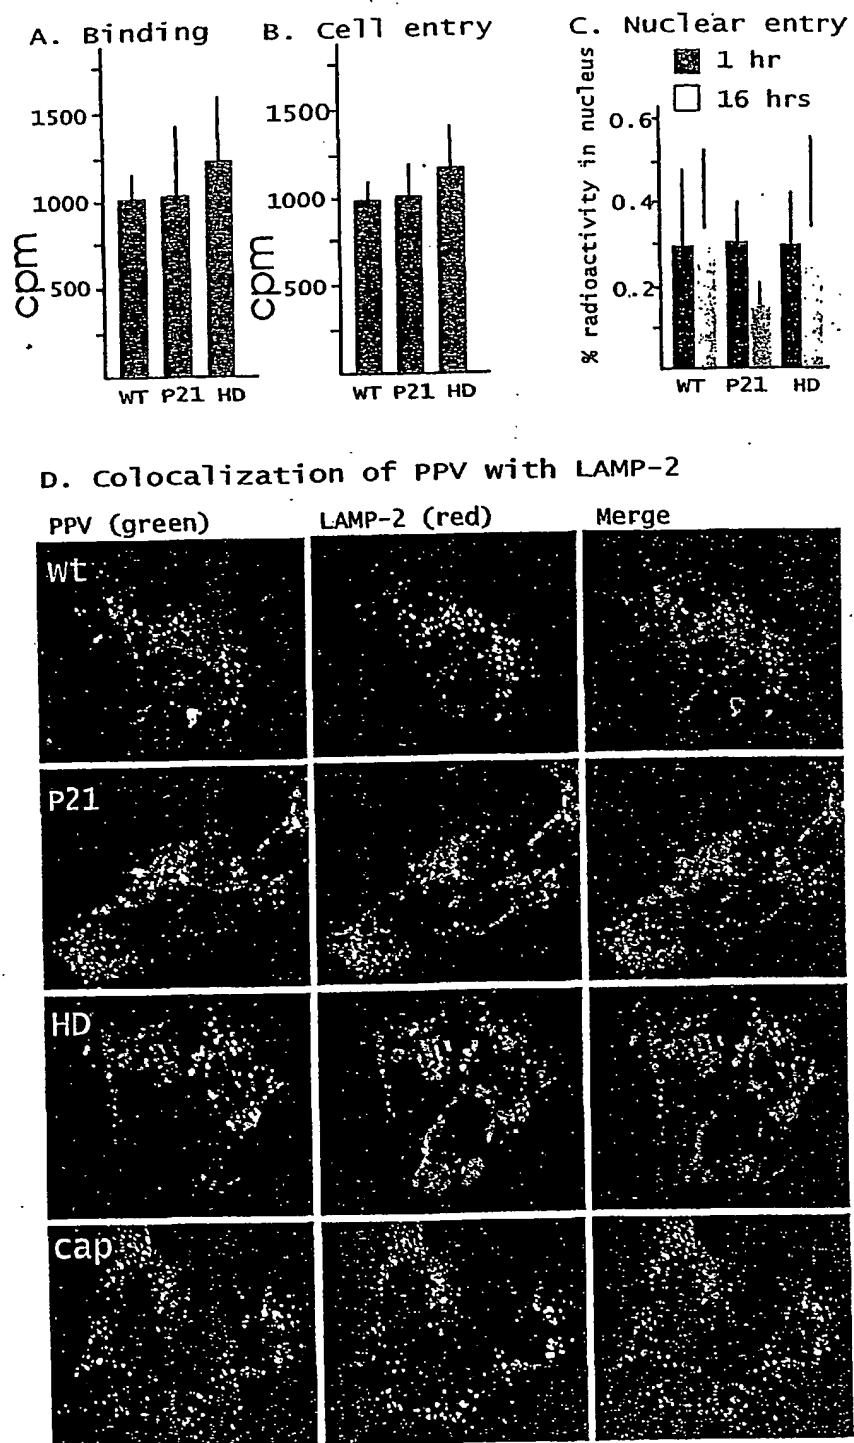 A. Binding
B. Cell entry
C. Nuclear entry
1 hr
16 hrs
1500
1000
500
cpm
WT P21 HD
1500
1000
500
cpm
WT P21 HD
% radioactivity in nucleus
0.6
0.4
0.2
WT P21 HD
D. Colocalization of PPV with LAMP-2
PPV (green) LAMP-2 (red) Merge
wt
P21
HD
cap